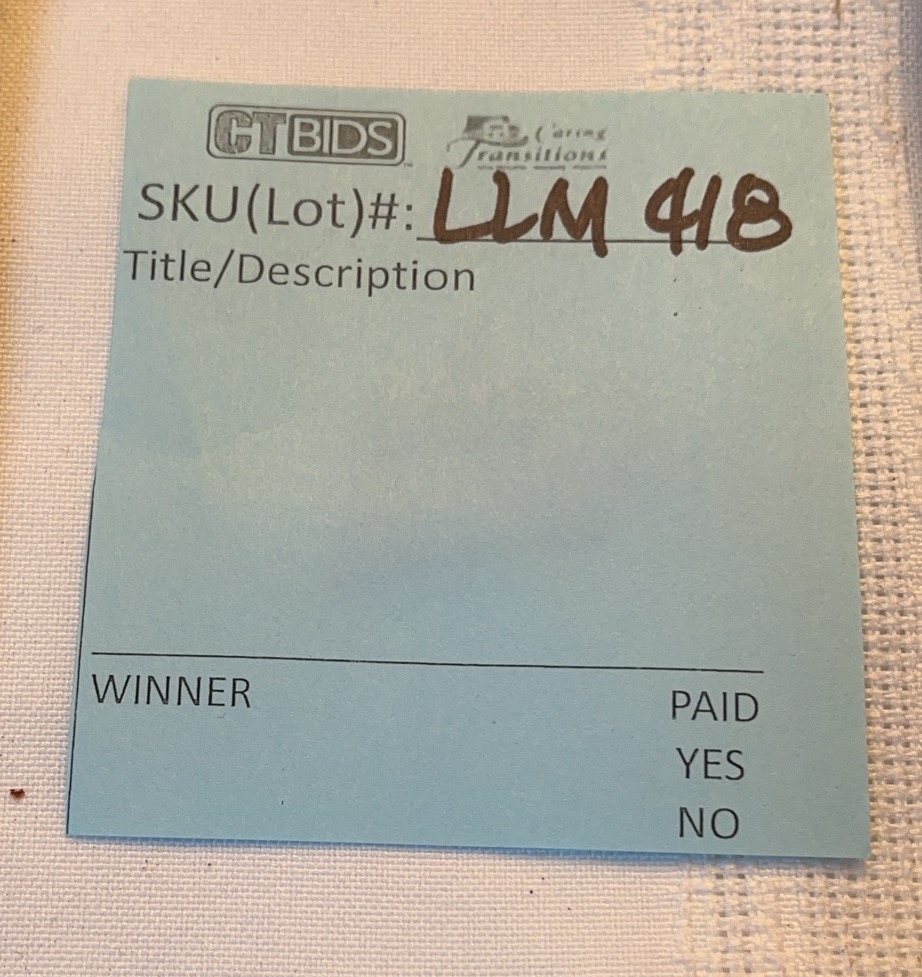 CTBIDS Caring Transitions
SKU(Lot)#: LLM 418
Title/Description
WINNER PAID
YES
NO